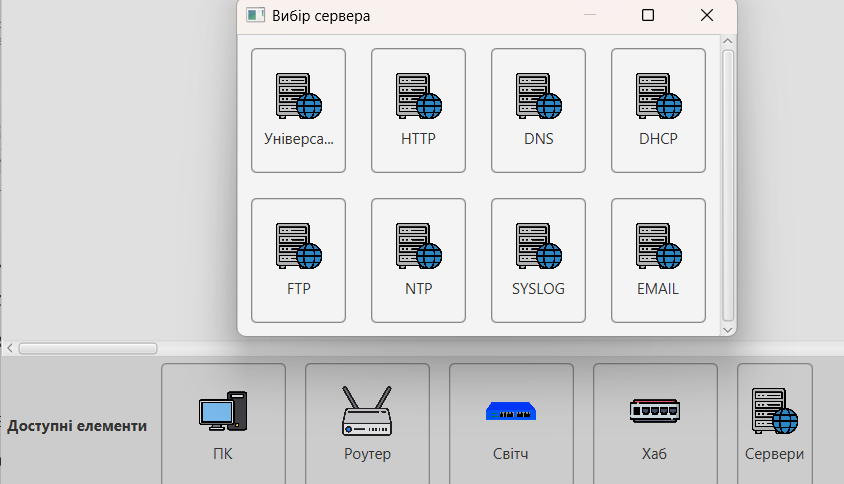 Вибір сервера
Універса...
HTTP
DNS
DHCP
FTP
NTP
SYSLOG
EMAIL
Доступні елементи
ПК
Роутер
Світч
Хаб
Сервери